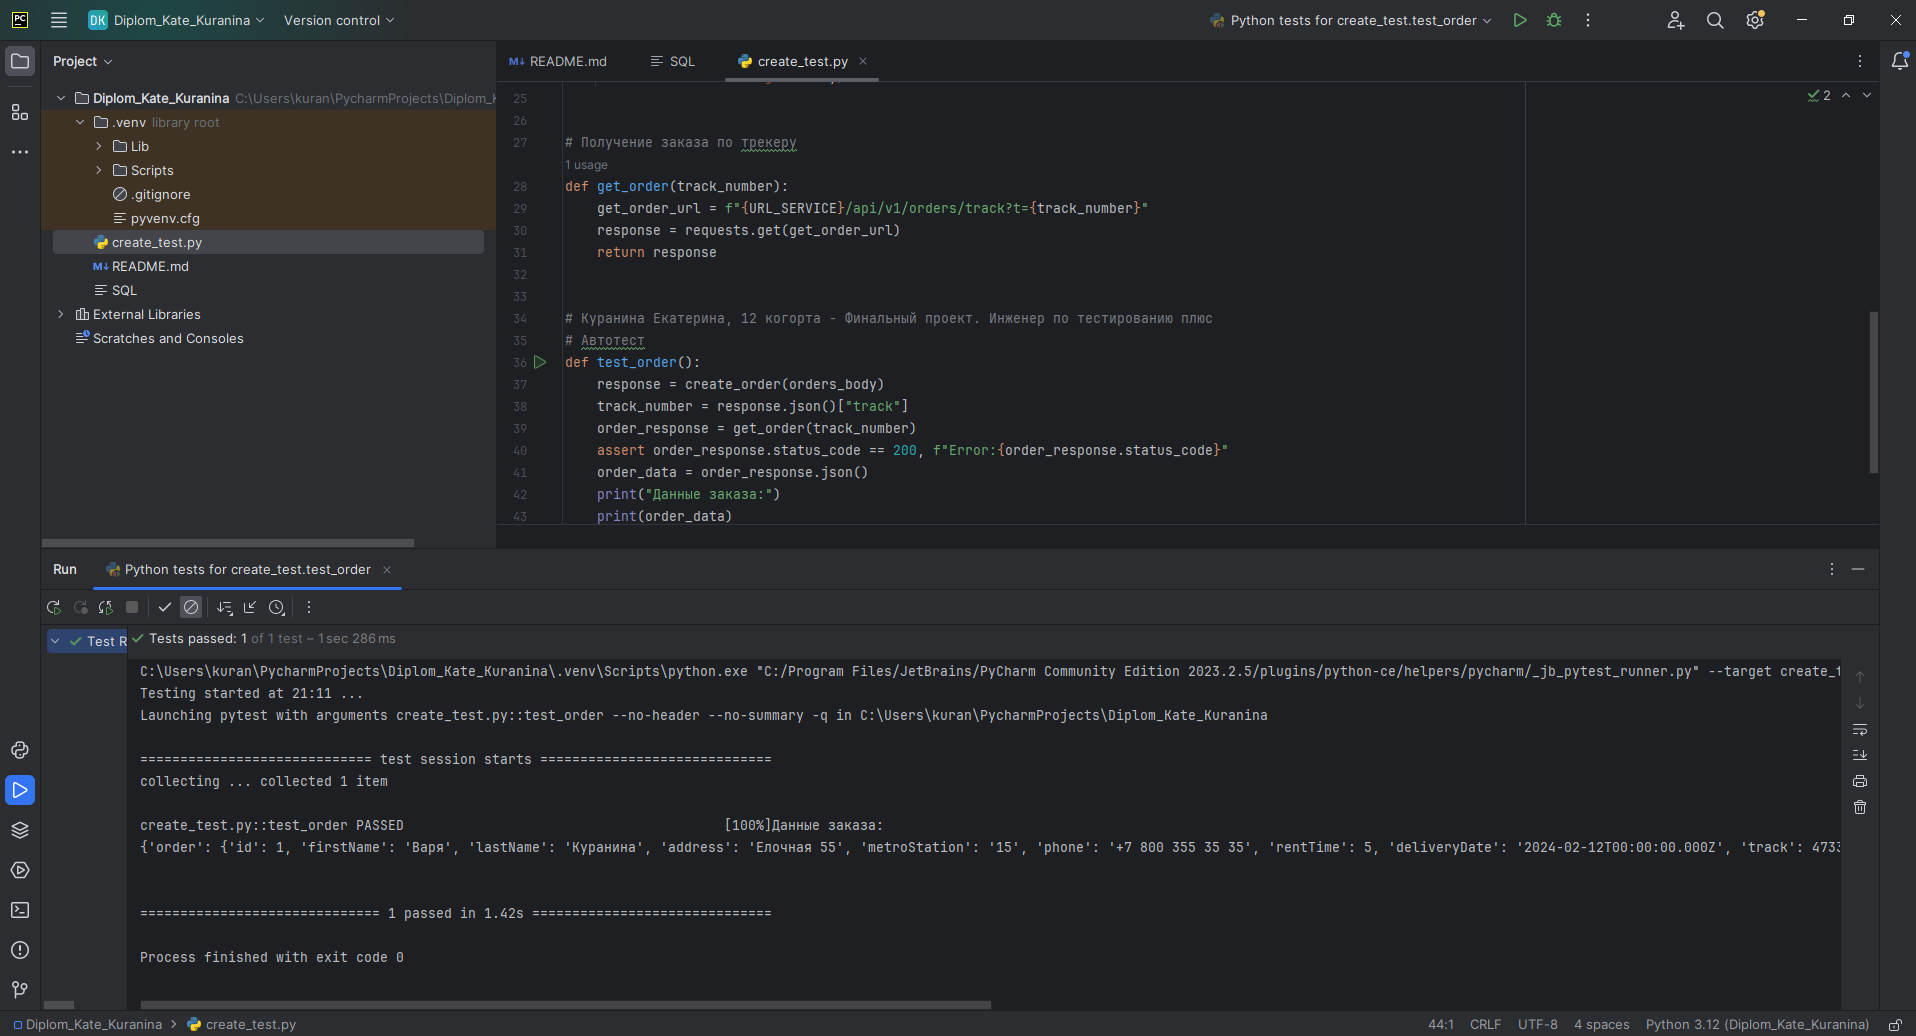 PC
DK Diplom_Kate_Kuranina
Version control
Python tests for create_test.test_order
Project
README.md
SQL
create_test.py
Diplom_Kate_Kuranina C:\Users\kuran\PycharmProjects\Diplom_K
.venv library root
Lib
Scripts
.gitignore
pyvenv.cfg
create_test.py
README.md
SQL
External Libraries
Scratches and Consoles
2
25
26
27 # Получение заказа по трекеру
1 usage
28 def get_order(track_number):
29 get_order_url = f"{URL_SERVICE}/api/v1/orders/track?t={track_number}"
30 response = requests.get(get_order_url)
31 return response
32
33
34 # Куранина Екатерина, 12 когорта - Финальный проект. Инженер по тестированию плюс
35 # Автотест
36 def test_order():
37 response = create_order(orders_body)
38 track_number = response.json()["track"]
39 order_response = get_order(track_number)
40 assert order_response.status_code == 200, f"Error:{order_response.status_code}"
41 order_data = order_response.json()
42 print("Данные заказа:")
43 print(order_data)
Run
Python tests for create_test.test_order
Test R
Tests passed: 1 of 1 test – 1 sec 286 ms
C:\Users\kuran\PycharmProjects\Diplom_Kate_Kuranina\.venv\Scripts\python.exe "C:/Program Files/JetBrains/PyCharm Community Edition 2023.2.5/plugins/python-ce/helpers/pycharm/_jb_pytest_runner.py" --target create_t
Testing started at 21:11 ...
Launching pytest with arguments create_test.py::test_order --no-header --no-summary -q in C:\Users\kuran\PycharmProjects\Diplom_Kate_Kuranina
============================= test session starts =============================
collecting ... collected 1 item
create_test.py::test_order PASSED [100%]Данные заказа:
{'order': {'id': 1, 'firstName': 'Варя', 'lastName': 'Куранина', 'address': 'Елочная 55', 'metroStation': '15', 'phone': '+7 800 355 35 35', 'rentTime': 5, 'deliveryDate': '2024-02-12T00:00:00.000Z', 'track': 4733
============================== 1 passed in 1.42s ==============================
Process finished with exit code 0
Diplom_Kate_Kuranina > create_test.py
44:1 CRLF UTF-8 4 spaces Python 3.12 (Diplom_Kate_Kuranina)